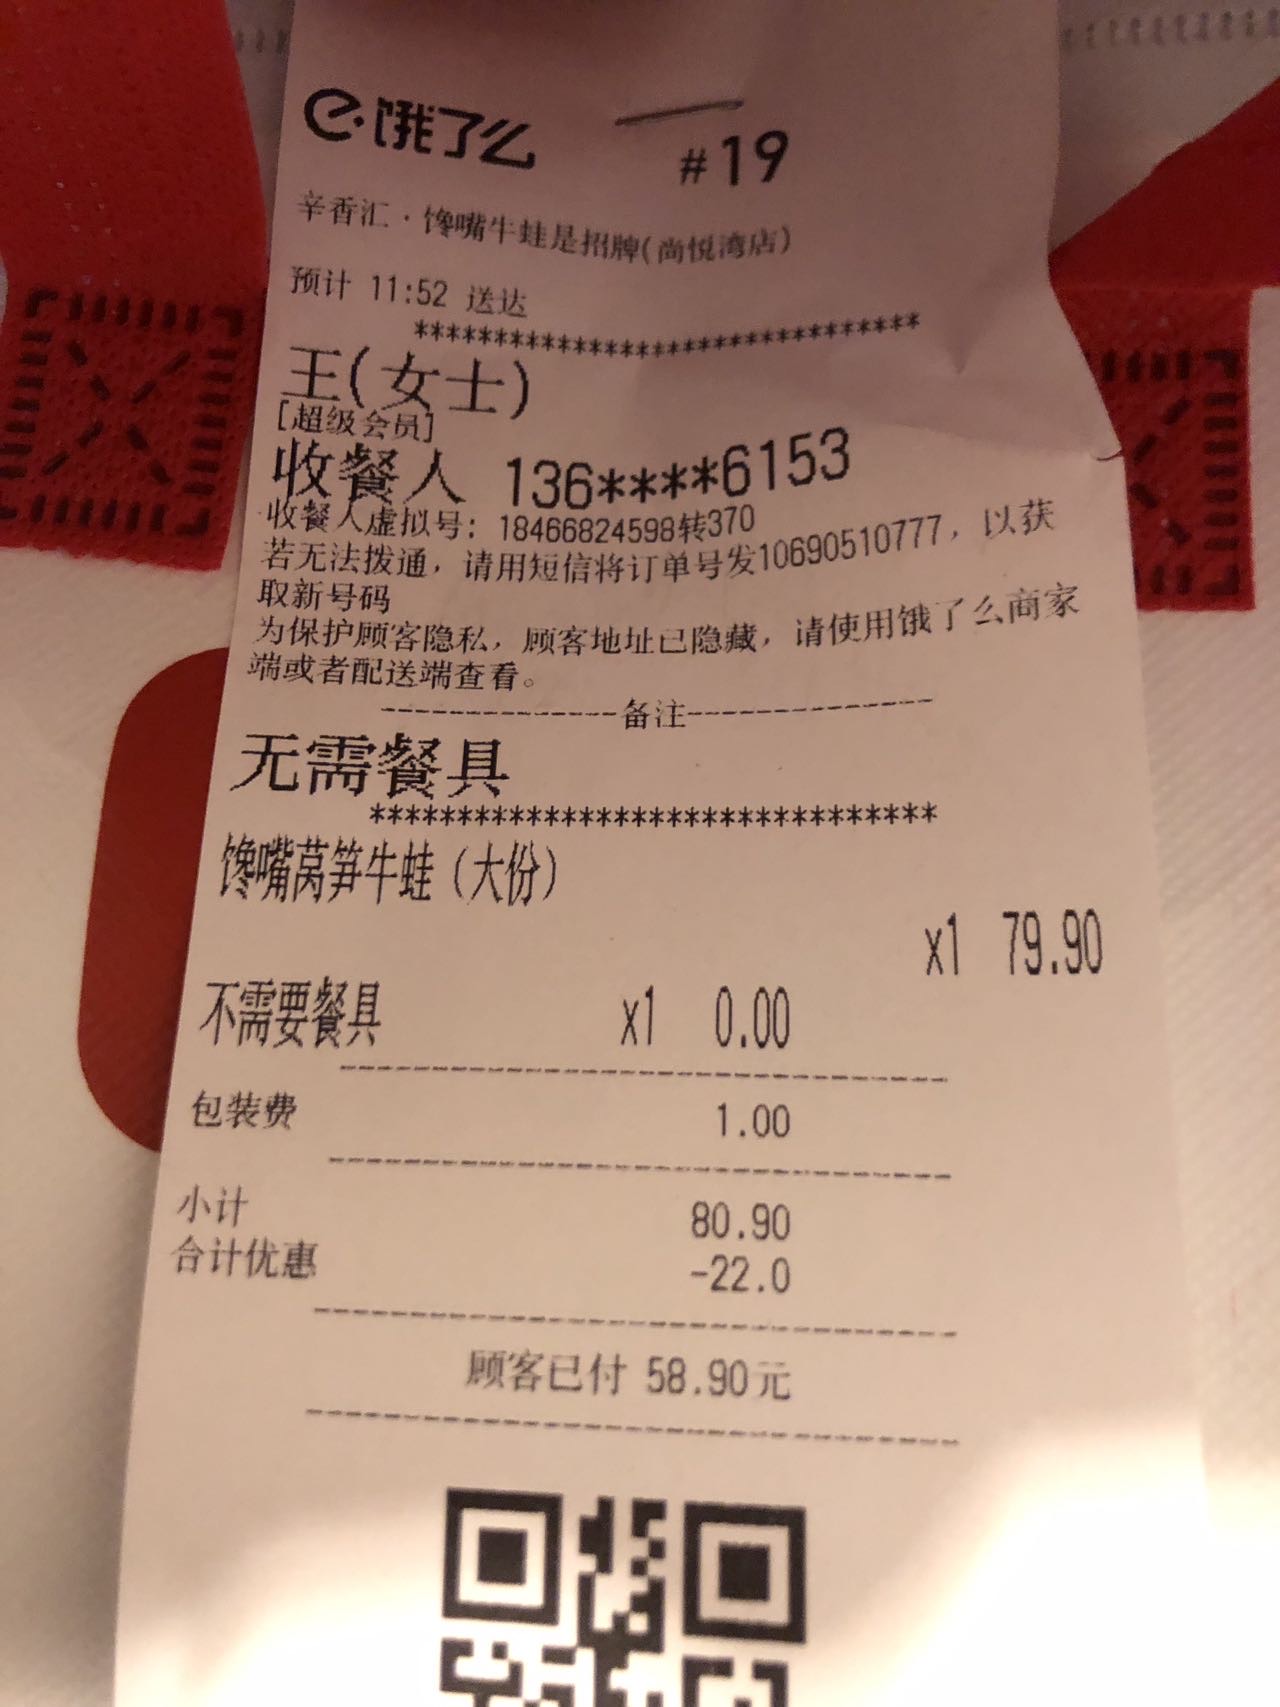 饿了么 #19
辛香汇·馋嘴牛蛙是招牌(尚悦湾店)
预计 11:52 送达
********************************
王(女士)
[超级会员]
收餐人 136****6153
收餐人虚拟号: 18466824598转370
若无法拨通，请用短信将订单号发10690510777，以获
取新号码
为保护顾客隐私，顾客地址已隐藏，请使用饿了么商家
端或者配送端查看。
--------------备注--------------
无需餐具
********************************
馋嘴莴笋牛蛙（大份）
x1 79.90
不需要餐具 x1 0.00
包装费 1.00
小计 80.90
合计优惠 -22.0
顾客已付 58.90元